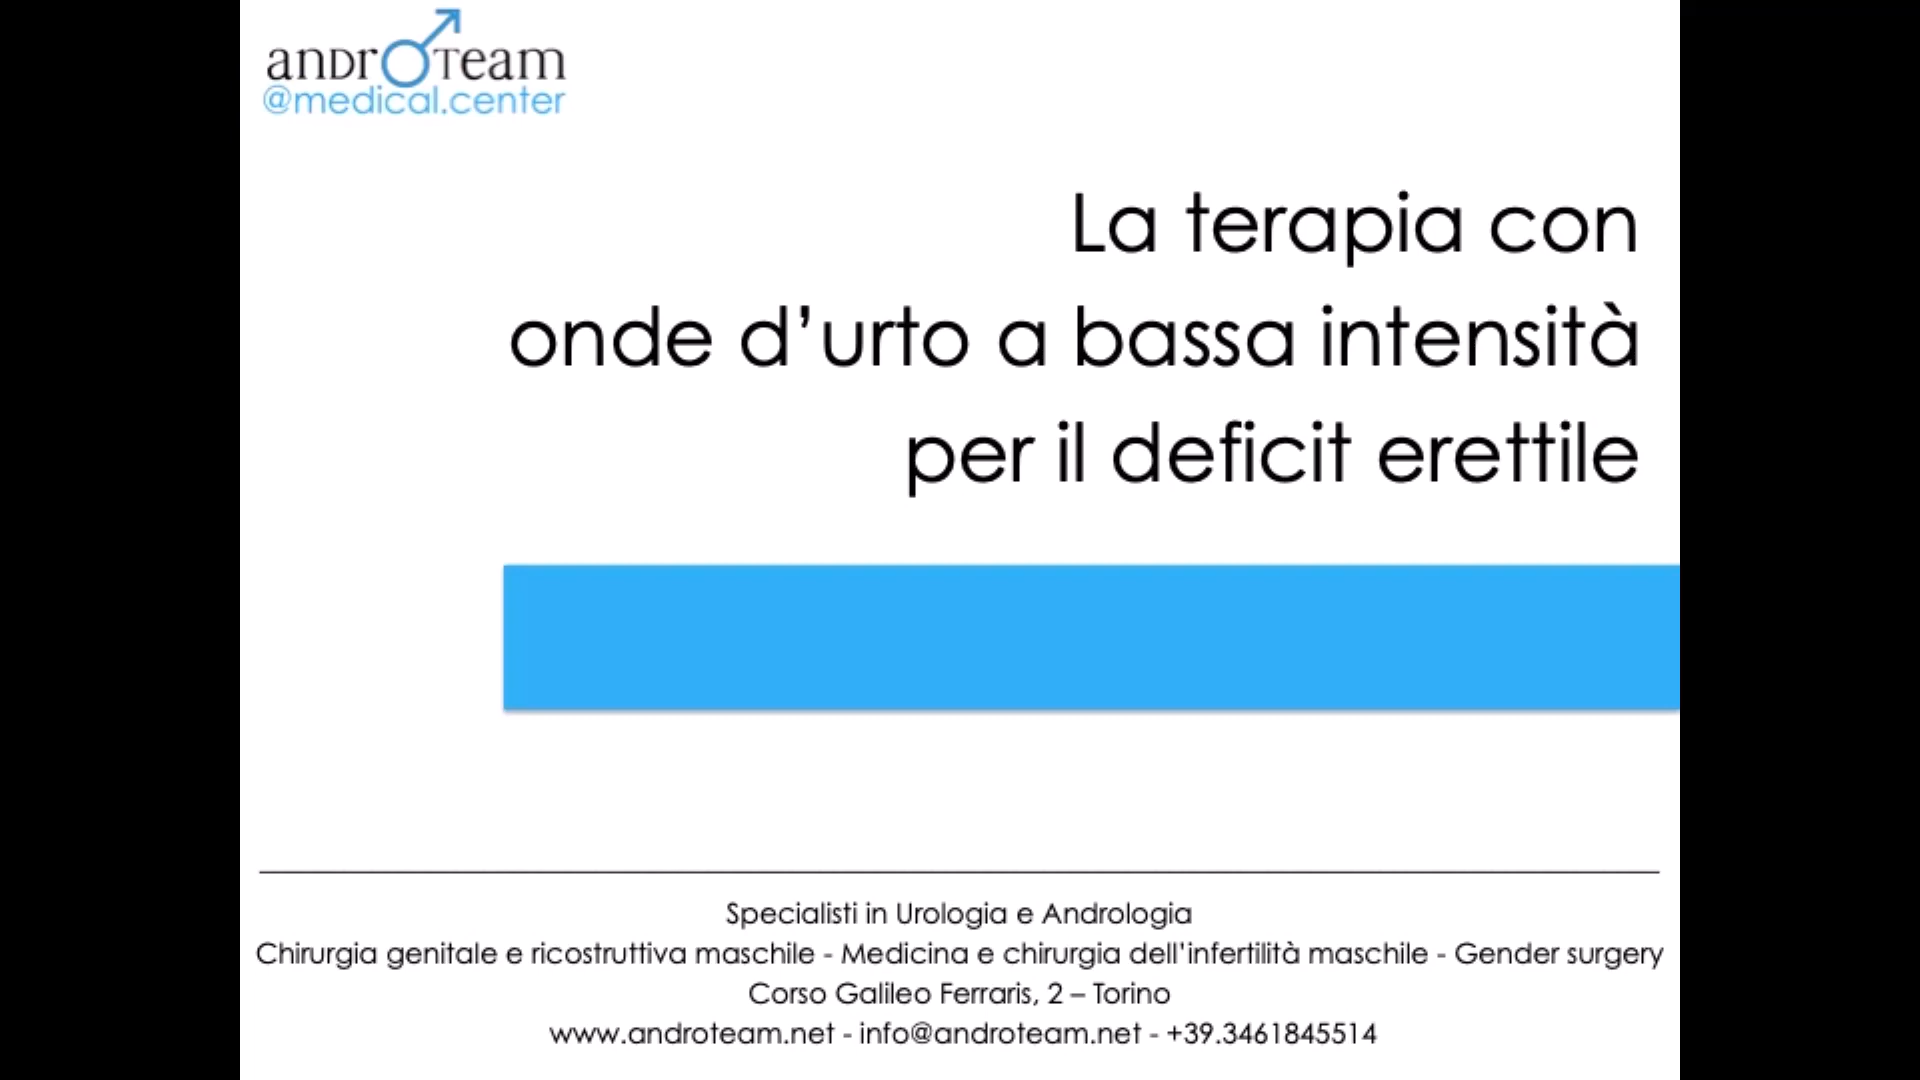 andrOTeam
@medical.center
La terapia con
onde d’urto a bassa intensità
per il deficit erettile
Specialisti in Urologia e Andrologia
Chirurgia genitale e ricostruttiva maschile - Medicina e chirurgia dell’infertilità maschile - Gender surgery
Corso Galileo Ferraris, 2 – Torino
www.androteam.net - info@androteam.net - +39.3461845514